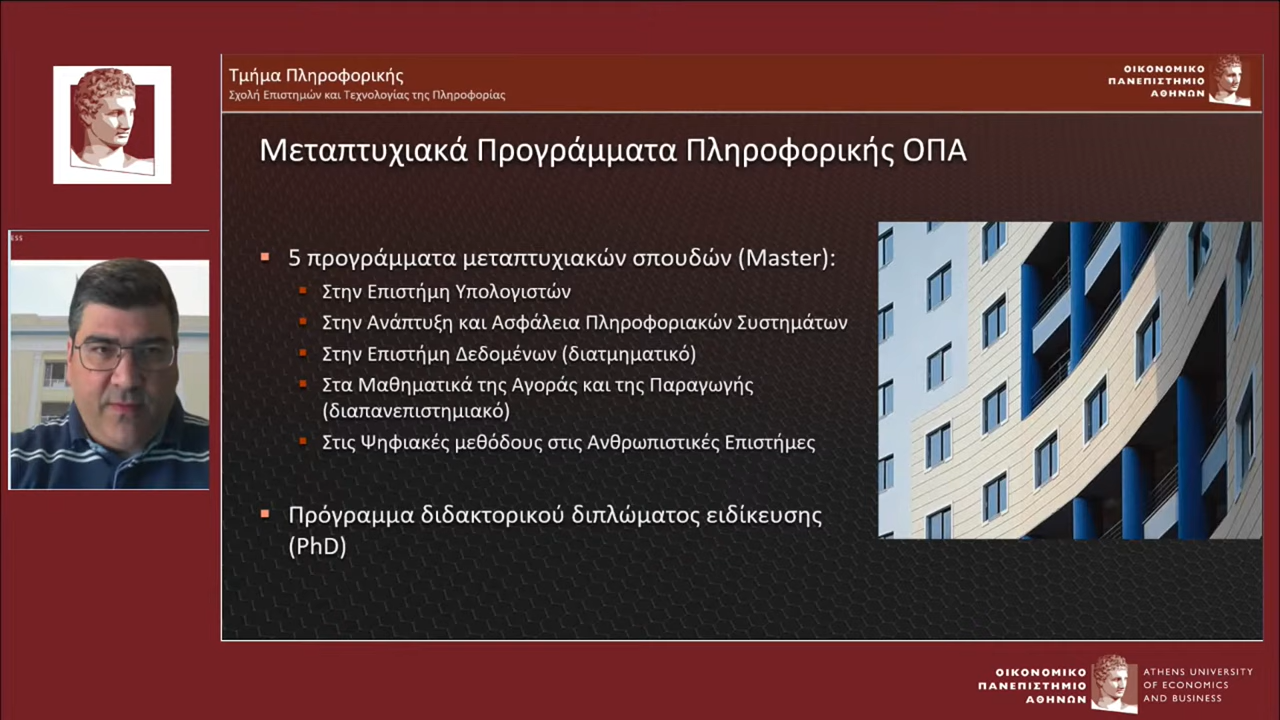 Τμήμα Πληροφορικής
Σχολή Επιστημών και Τεχνολογίας της Πληροφορίας
ΟΙΚΟΝΟΜΙΚΟ
ΠΑΝΕΠΙΣΤΗΜΙΟ
ΑΘΗΝΩΝ
Μεταπτυχιακά Προγράμματα Πληροφορικής ΟΠΑ
ESS
5 προγράμματα μεταπτυχιακών σπουδών (Master):
Στην Επιστήμη Υπολογιστών
Στην Ανάπτυξη και Ασφάλεια Πληροφοριακών Συστημάτων
Στην Επιστήμη Δεδομένων (διατμηματικό)
Στα Μαθηματικά της Αγοράς και της Παραγωγής
(διαπανεπιστημιακό)
Στις Ψηφιακές μεθόδους στις Ανθρωπιστικές Επιστήμες
Πρόγραμμα διδακτορικού διπλώματος ειδίκευσης
(PhD)
ΟΙΚΟΝΟΜΙΚΟ
ΠΑΝΕΠΙΣΤΗΜΙΟ
ΑΘΗΝΩΝ
ATHENS UNIVERSITY
OF ECONOMICS
AND BUSINESS